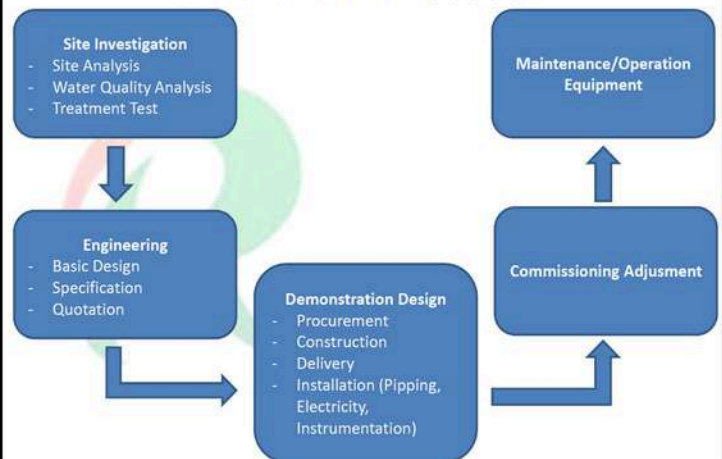 Site Investigation
- Site Analysis
- Water Quality Analysis
- Treatment Test
Maintenance/Operation
Equipment
Engineering
- Basic Design
- Specification
- Quotation
Demonstration Design
- Procurement
- Construction
- Delivery
- Installation (Pipping,
Electricity,
Instrumentation)
Commissioning Adjusment